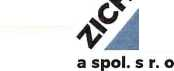 ZICH
a spol. s r. o